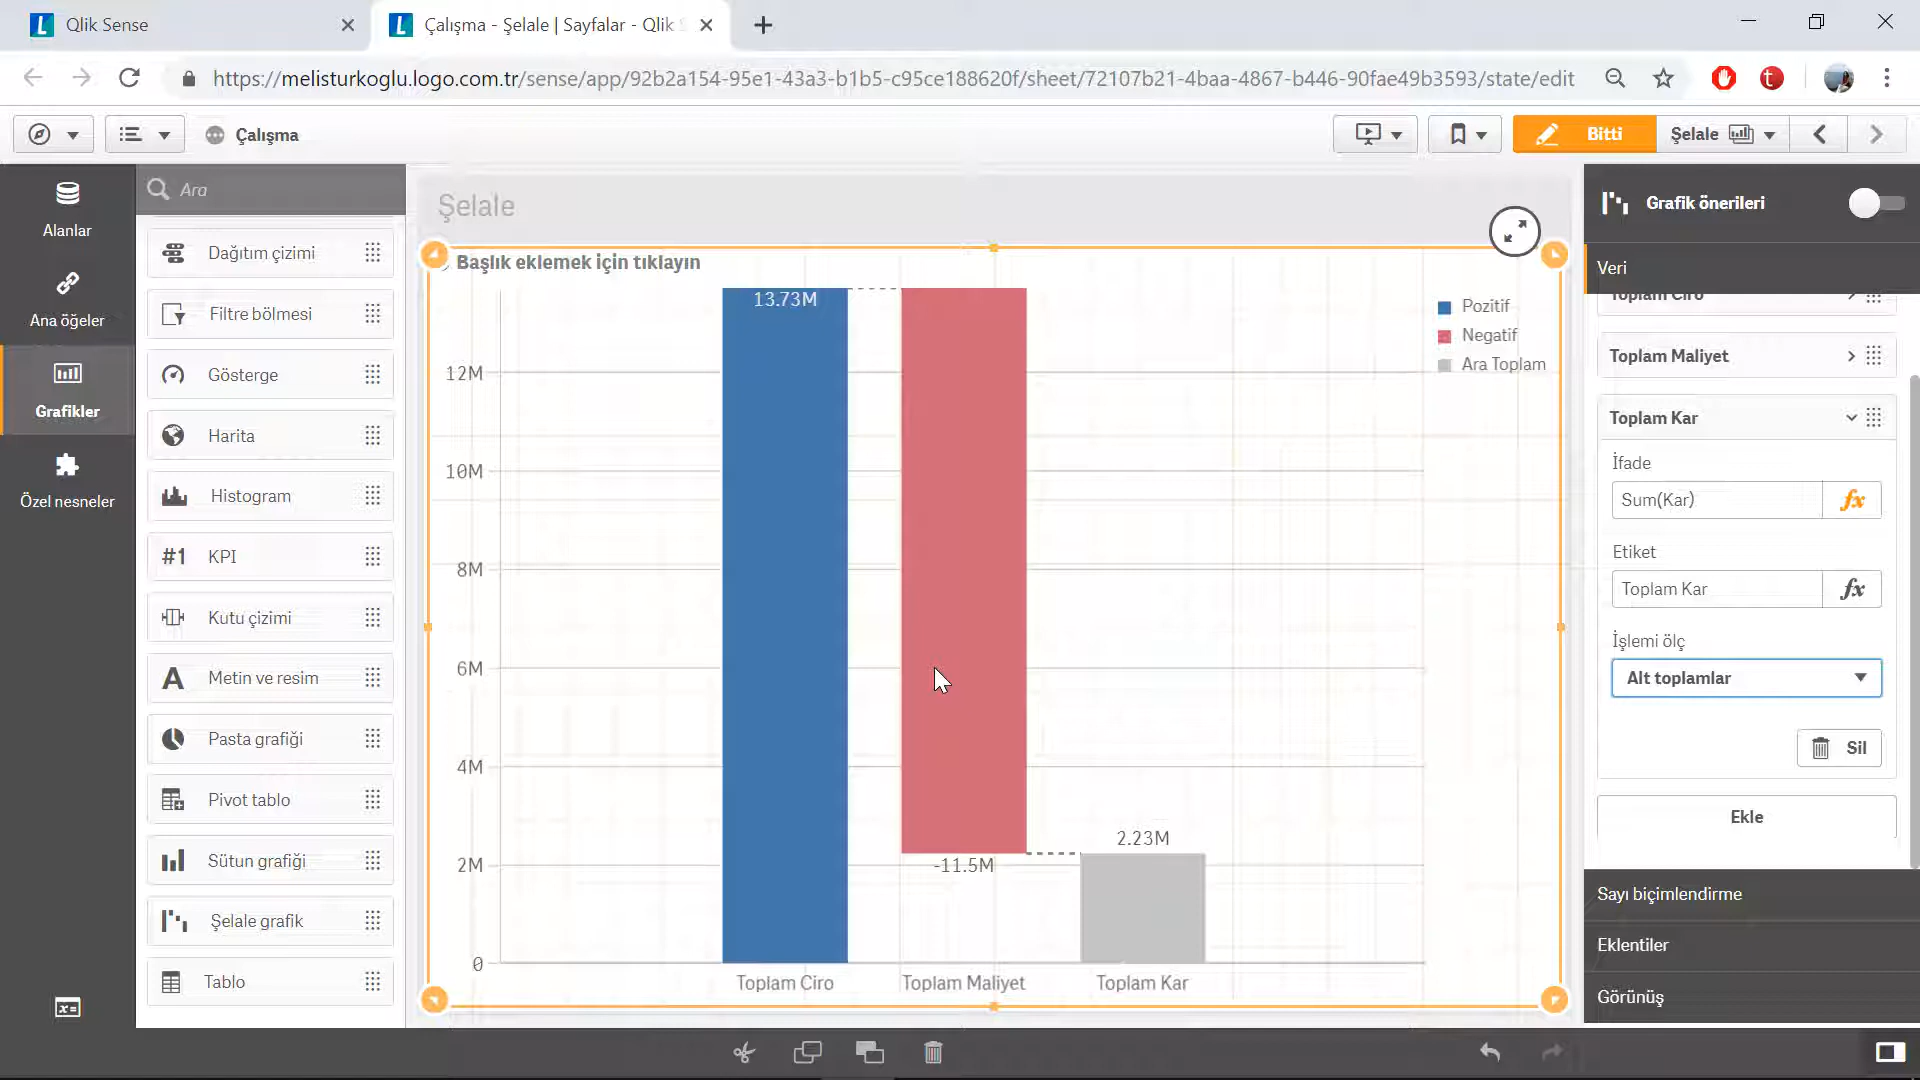 Qlik Sense
Çalışma - Şelale | Sayfalar - Qlik S
https://melisturkoglu.logo.com.tr/sense/app/92b2a154-95e1-43a3-b1b5-c95ce188620f/sheet/72107b21-4baa-4867-b446-90fae49b3593/state/edit
Çalışma
Bitti
Şelale
Alanlar
Ana öğeler
Grafikler
Özel nesneler
Ara
Dağıtım çizimi
Filtre bölmesi
Gösterge
Harita
Histogram
#1 KPI
Kutu çizimi
A Metin ve resim
Pasta grafiği
Pivot tablo
Sütun grafiği
Şelale grafik
Tablo
Şelale
Başlık eklemek için tıklayın
13.73M
12M
10M
8M
6M
4M
2M
0
-11.5M
2.23M
Toplam Ciro
Toplam Maliyet
Toplam Kar
Pozitif
Negatif
Ara Toplam
Grafik önerileri
Veri
Toplam Ciro
Toplam Maliyet
Toplam Kar
İfade
Sum(Kar)
fx
Etiket
Toplam Kar
fx
İşlemi ölç
Alt toplamlar
Sil
Ekle
Sayı biçimlendirme
Eklentiler
Görünüş